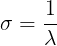 σ = 1/λ